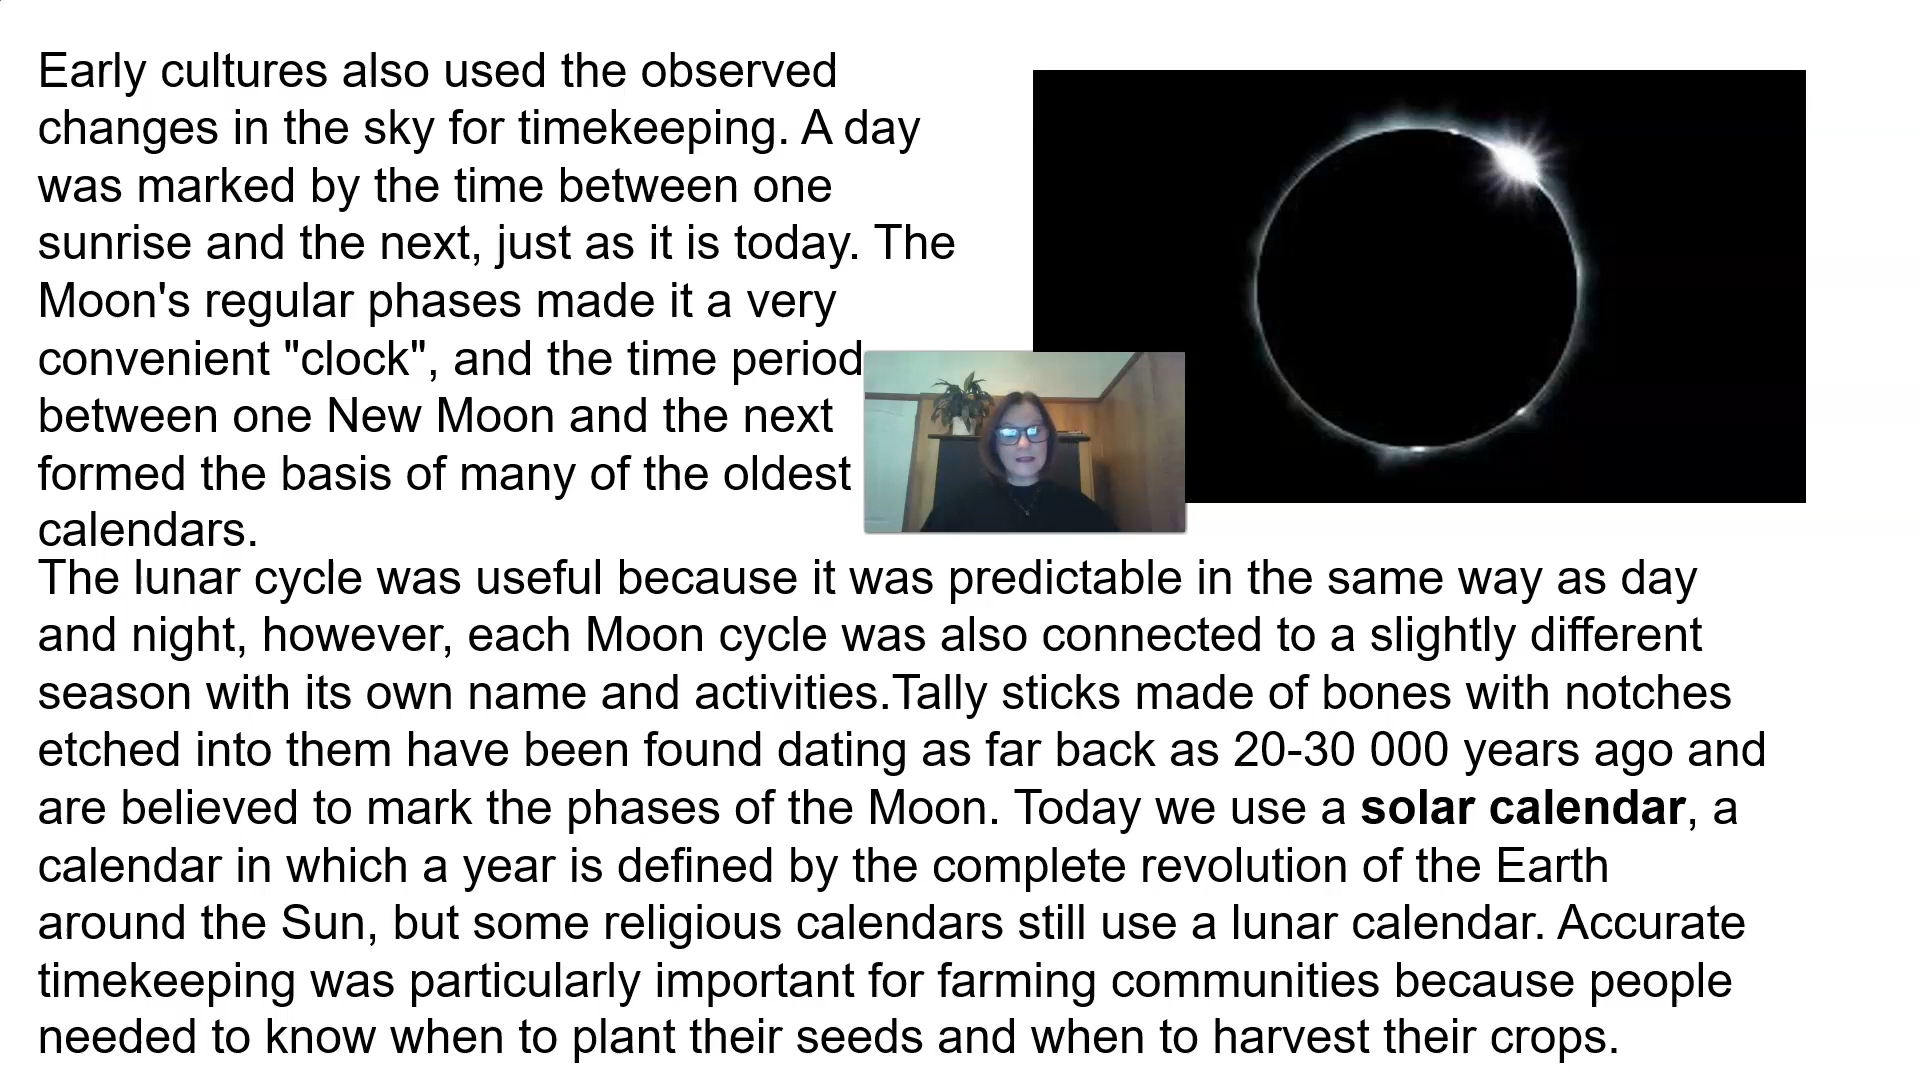 Early cultures also used the observed
changes in the sky for timekeeping. A day
was marked by the time between one
sunrise and the next, just as it is today. The
Moon's regular phases made it a very
convenient "clock", and the time period
between one New Moon and the next
formed the basis of many of the oldest
calendars.
The lunar cycle was useful because it was predictable in the same way as day
and night, however, each Moon cycle was also connected to a slightly different
season with its own name and activities.Tally sticks made of bones with notches
etched into them have been found dating as far back as 20-30 000 years ago and
are believed to mark the phases of the Moon. Today we use a solar calendar, a
calendar in which a year is defined by the complete revolution of the Earth
around the Sun, but some religious calendars still use a lunar calendar. Accurate
timekeeping was particularly important for farming communities because people
needed to know when to plant their seeds and when to harvest their crops.